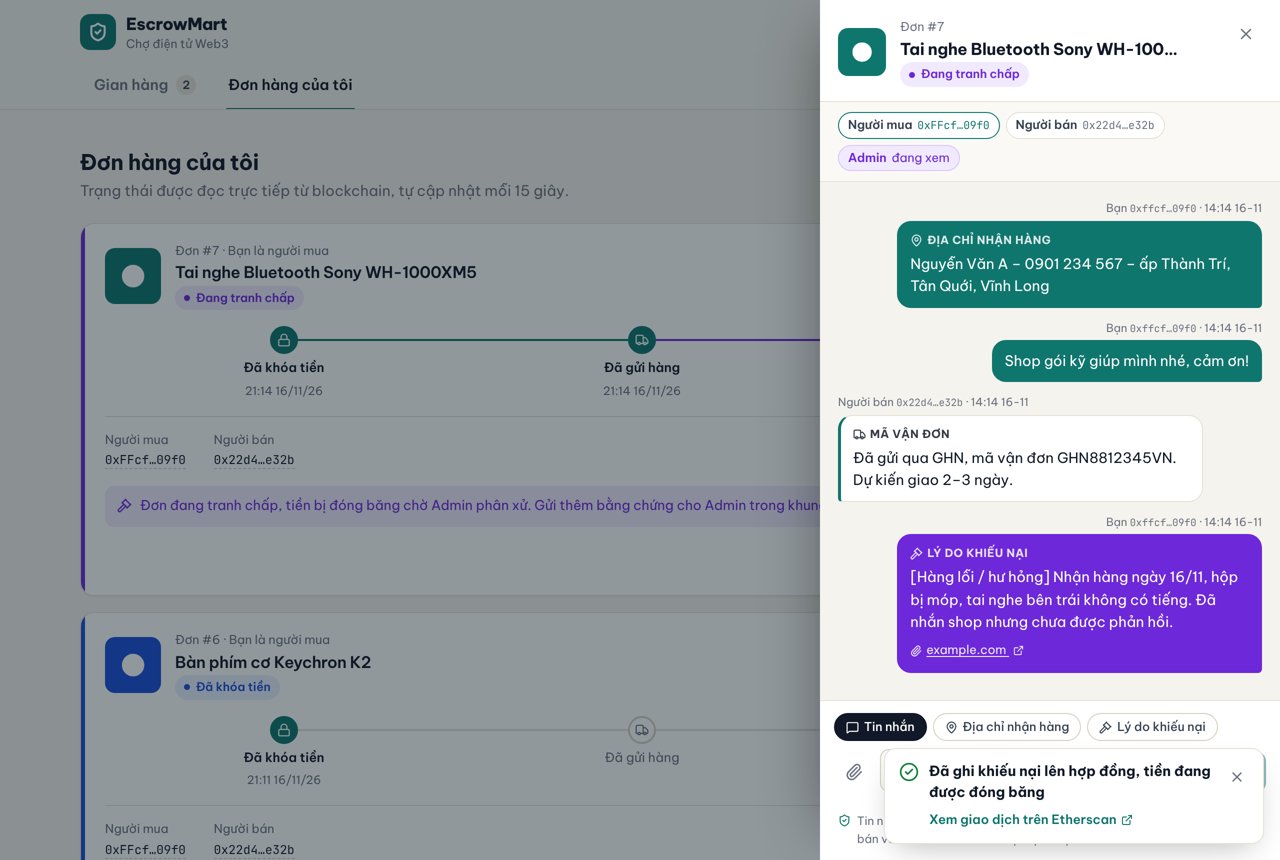 EscrowMart
Chợ điện tử Web3
Gian hàng 2
Đơn hàng của tôi
Đơn hàng của tôi
Trạng thái được đọc trực tiếp từ blockchain, tự cập nhật mỗi 15 giây.
Đơn #7 · Bạn là người mua
Tai nghe Bluetooth Sony WH-1000XM5
Đang tranh chấp
Đã khóa tiền
21:14 16/11/26
Đã gửi hàng
21:14 16/11/26
Người mua
0xFFcf…09f0
Người bán
0x22d4…e32b
Đơn đang tranh chấp, tiền bị đóng băng chờ Admin phân xử. Gửi thêm bằng chứng cho Admin trong khung
Đơn #6 · Bạn là người mua
Bàn phím cơ Keychron K2
Đã khóa tiền
Đã khóa tiền
21:11 16/11/26
Đã gửi hàng
Người mua
0xFFcf…09f0
Người bán
0x22d4…e32b
Đơn #7
Tai nghe Bluetooth Sony WH-100…
Đang tranh chấp
Người mua 0xFFcf…09f0
Người bán 0x22d4…e32b
Admin đang xem
Bạn 0xffcf…09f0 · 14:14 16-11
ĐỊA CHỈ NHẬN HÀNG
Nguyễn Văn A – 0901 234 567 – ấp Thành Trí,
Tân Quới, Vĩnh Long
Bạn 0xffcf…09f0 · 14:14 16-11
Shop gói kỹ giúp mình nhé, cảm ơn!
Người bán 0x22d4…e32b · 14:14 16-11
MÃ VẬN ĐƠN
Đã gửi qua GHN, mã vận đơn GHN8812345VN.
Dự kiến giao 2–3 ngày.
Bạn 0xffcf…09f0 · 14:14 16-11
LÝ DO KHIẾU NẠI
[Hàng lỗi / hư hỏng] Nhận hàng ngày 16/11, hộp
bị móp, tai nghe bên trái không có tiếng. Đã
nhắn shop nhưng chưa được phản hồi.
example.com
Tin nhắn
Địa chỉ nhận hàng
Lý do khiếu nại
Đã ghi khiếu nại lên hợp đồng, tiền đang
được đóng băng
Xem giao dịch trên Etherscan
Tin
bán